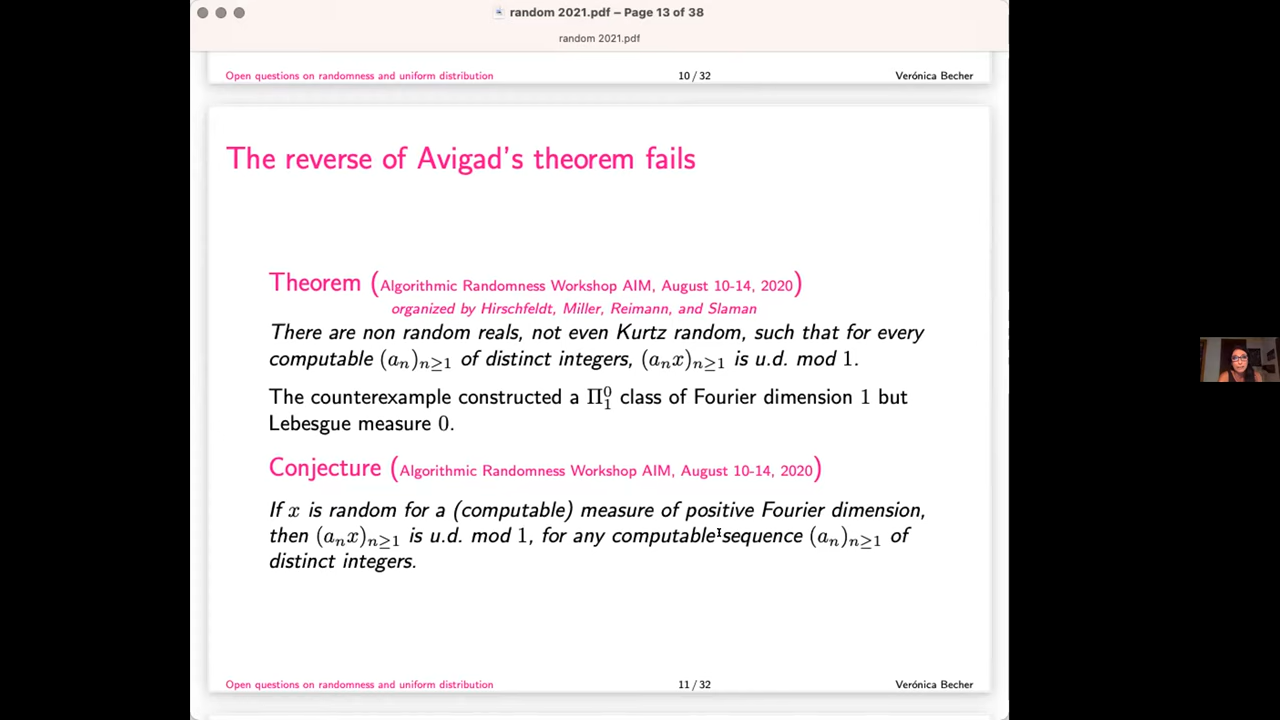 random 2021.pdf – Page 13 of 38
random 2021.pdf
Open questions on randomness and uniform distribution 10 / 32 Verónica Becher
The reverse of Avigad's theorem fails
Theorem (Algorithmic Randomness Workshop AIM, August 10-14, 2020)
organized by Hirschfeldt, Miller, Reimann, and Slaman
There are non random reals, not even Kurtz random, such that for every
computable $(a_n)_{n\geq 1}$ of distinct integers, $(a_n x)_{n\geq 1}$ is u.d. mod 1.
The counterexample constructed a $\Pi^0_1$ class of Fourier dimension 1 but
Lebesgue measure 0.
Conjecture (Algorithmic Randomness Workshop AIM, August 10-14, 2020)
If $x$ is random for a (computable) measure of positive Fourier dimension,
then $(a_n x)_{n\geq 1}$ is u.d. mod 1, for any computable sequence $(a_n)_{n\geq 1}$ of
distinct integers.
Open questions on randomness and uniform distribution 11 / 32 Verónica Becher